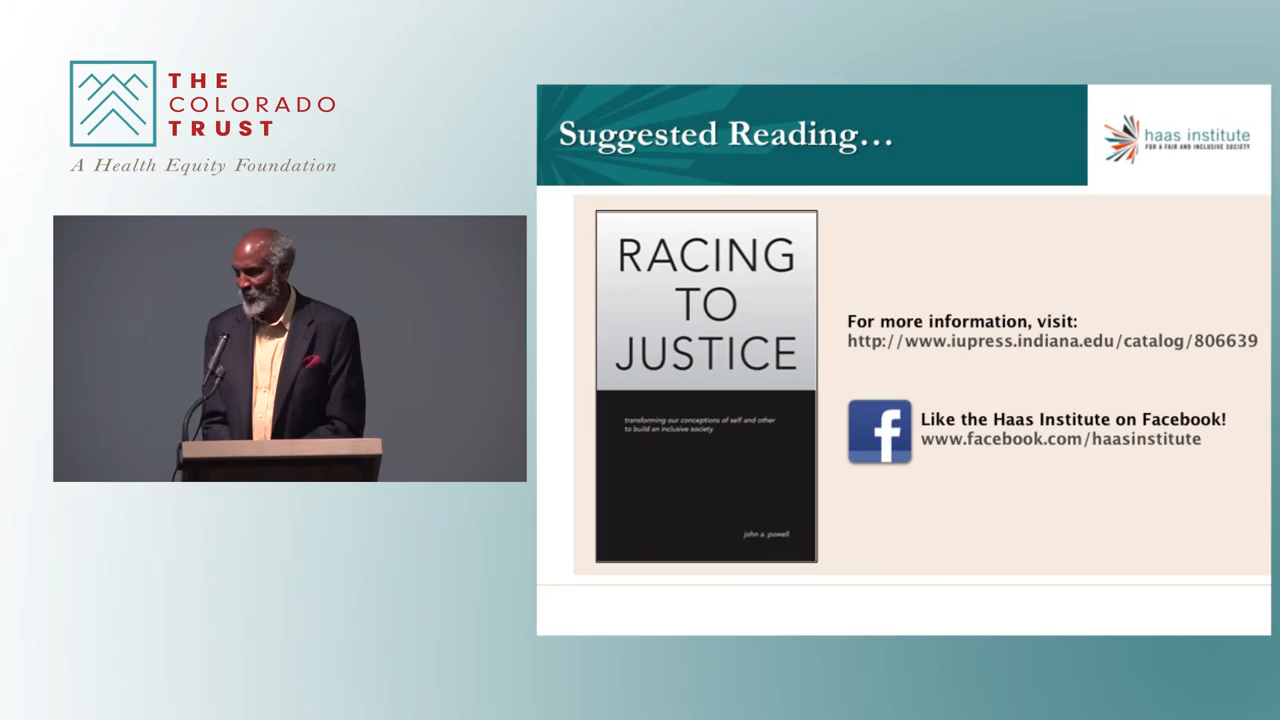 THE
COLORADO
TRUST
A Health Equity Foundation
Suggested Reading...
haas institute
FOR A FAIR AND INCLUSIVE SOCIETY
RACING
TO
JUSTICE
transforming our conceptions of self and other
to build an inclusive society
john a. powell
For more information, visit:
http://www.iupress.indiana.edu/catalog/806639
f
Like the Haas Institute on Facebook!
www.facebook.com/haasinstitute